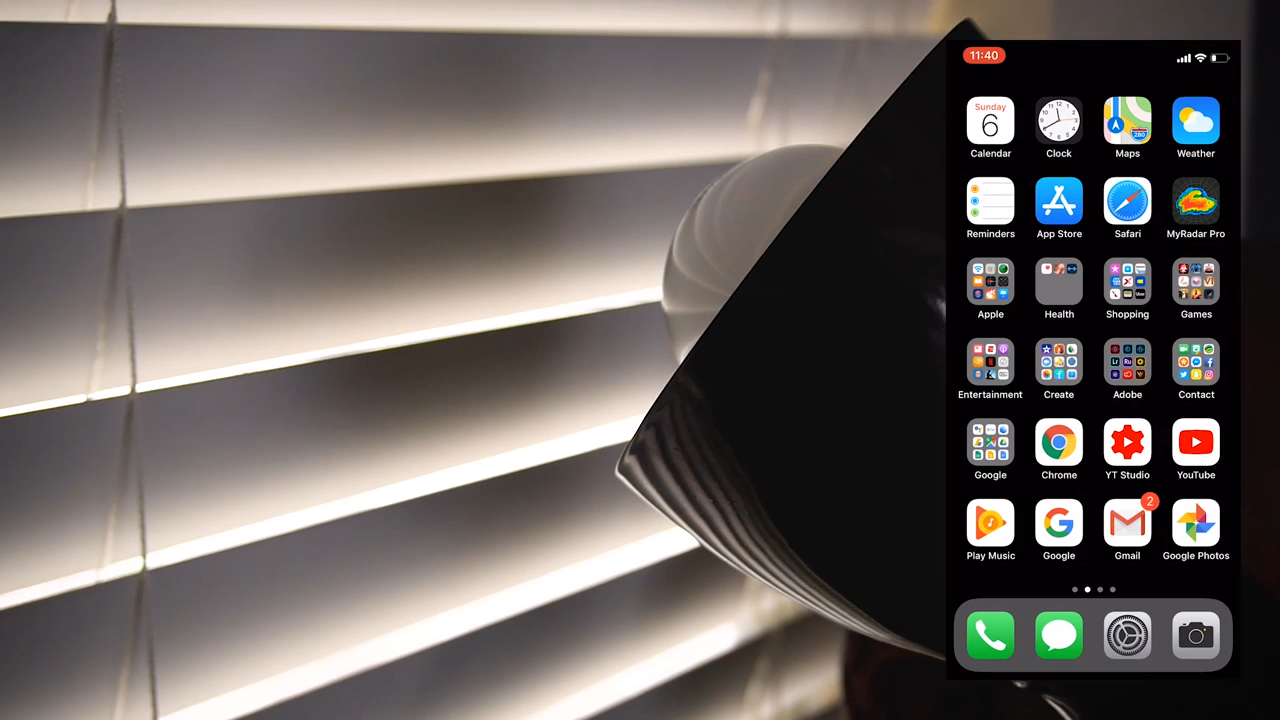 11:40
Sunday
6
Calendar Clock Maps Weather
Reminders App Store Safari MyRadar Pro
Apple Health Shopping Games
Entertainment Create Adobe Contact
Google Chrome YT Studio YouTube
2
Play Music Google Gmail Google Photos